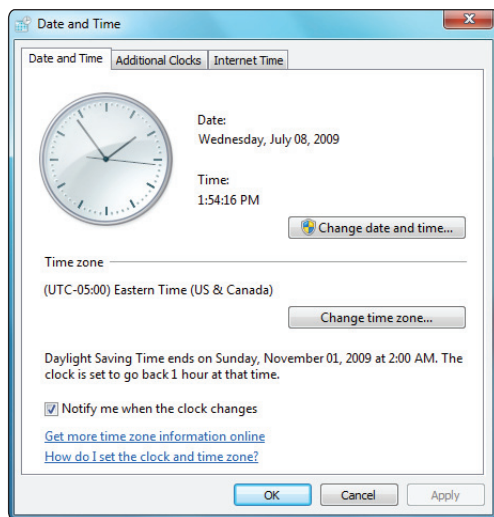 Date and Time
Date and Time
Additional Clocks
Internet Time
Date:
Wednesday, July 08, 2009
Time:
1:54:16 PM
Change date and time...
Time zone
(UTC-05:00) Eastern Time (US & Canada)
Change time zone...
Daylight Saving Time ends on Sunday, November 01, 2009 at 2:00 AM. The
clock is set to go back 1 hour at that time.
Notify me when the clock changes
Get more time zone information online
How do I set the clock and time zone?
OK
Cancel
Apply